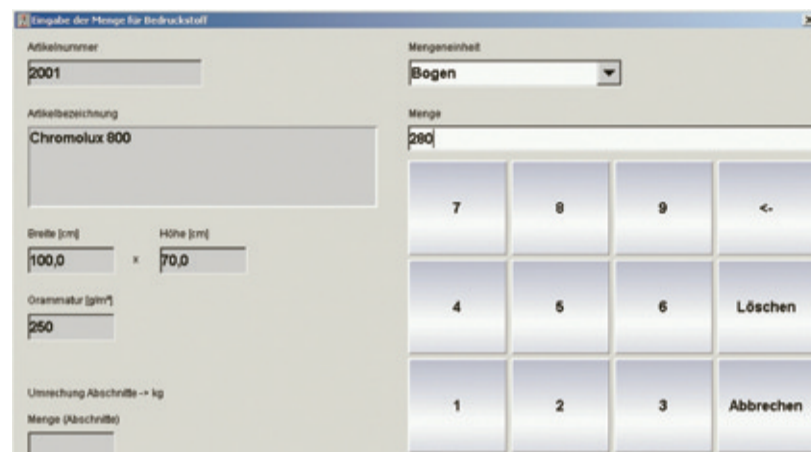 Eingabe der Menge für Bedruckstoff
Artikelnummer
2001
Artikelbezeichnung
Chromolux 800
Breite [cm]
Höhe [cm]
100,0
x
70,0
Grammatur [g/m²]
250
Umrechung Abschnitte -> kg
Menge (Abschnitte)
Mengeneinheit
Bogen
Menge
280
7 8 9 <-
4 5 6 Löschen
1 2 3 Abbrechen